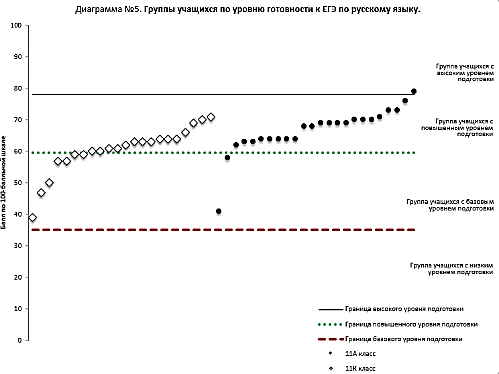 Диаграмма №5. Группы учащихся по уровню готовности к ЕГЭ по русскому языку.
100
90
80
70
60
50
40
30
20
10
0
Балл по 100-балльной шкале
Группа учащихся с
высоким уровнем
подготовки
Группа учащихся с
повышенным уровнем
подготовки
Группа учащихся с базовым
уровнем подготовки
Группа учащихся с низким
уровнем подготовки
Граница высокого уровня подготовки
Граница повышенного уровня подготовки
Граница базового уровня подготовки
11А класс
11К класс